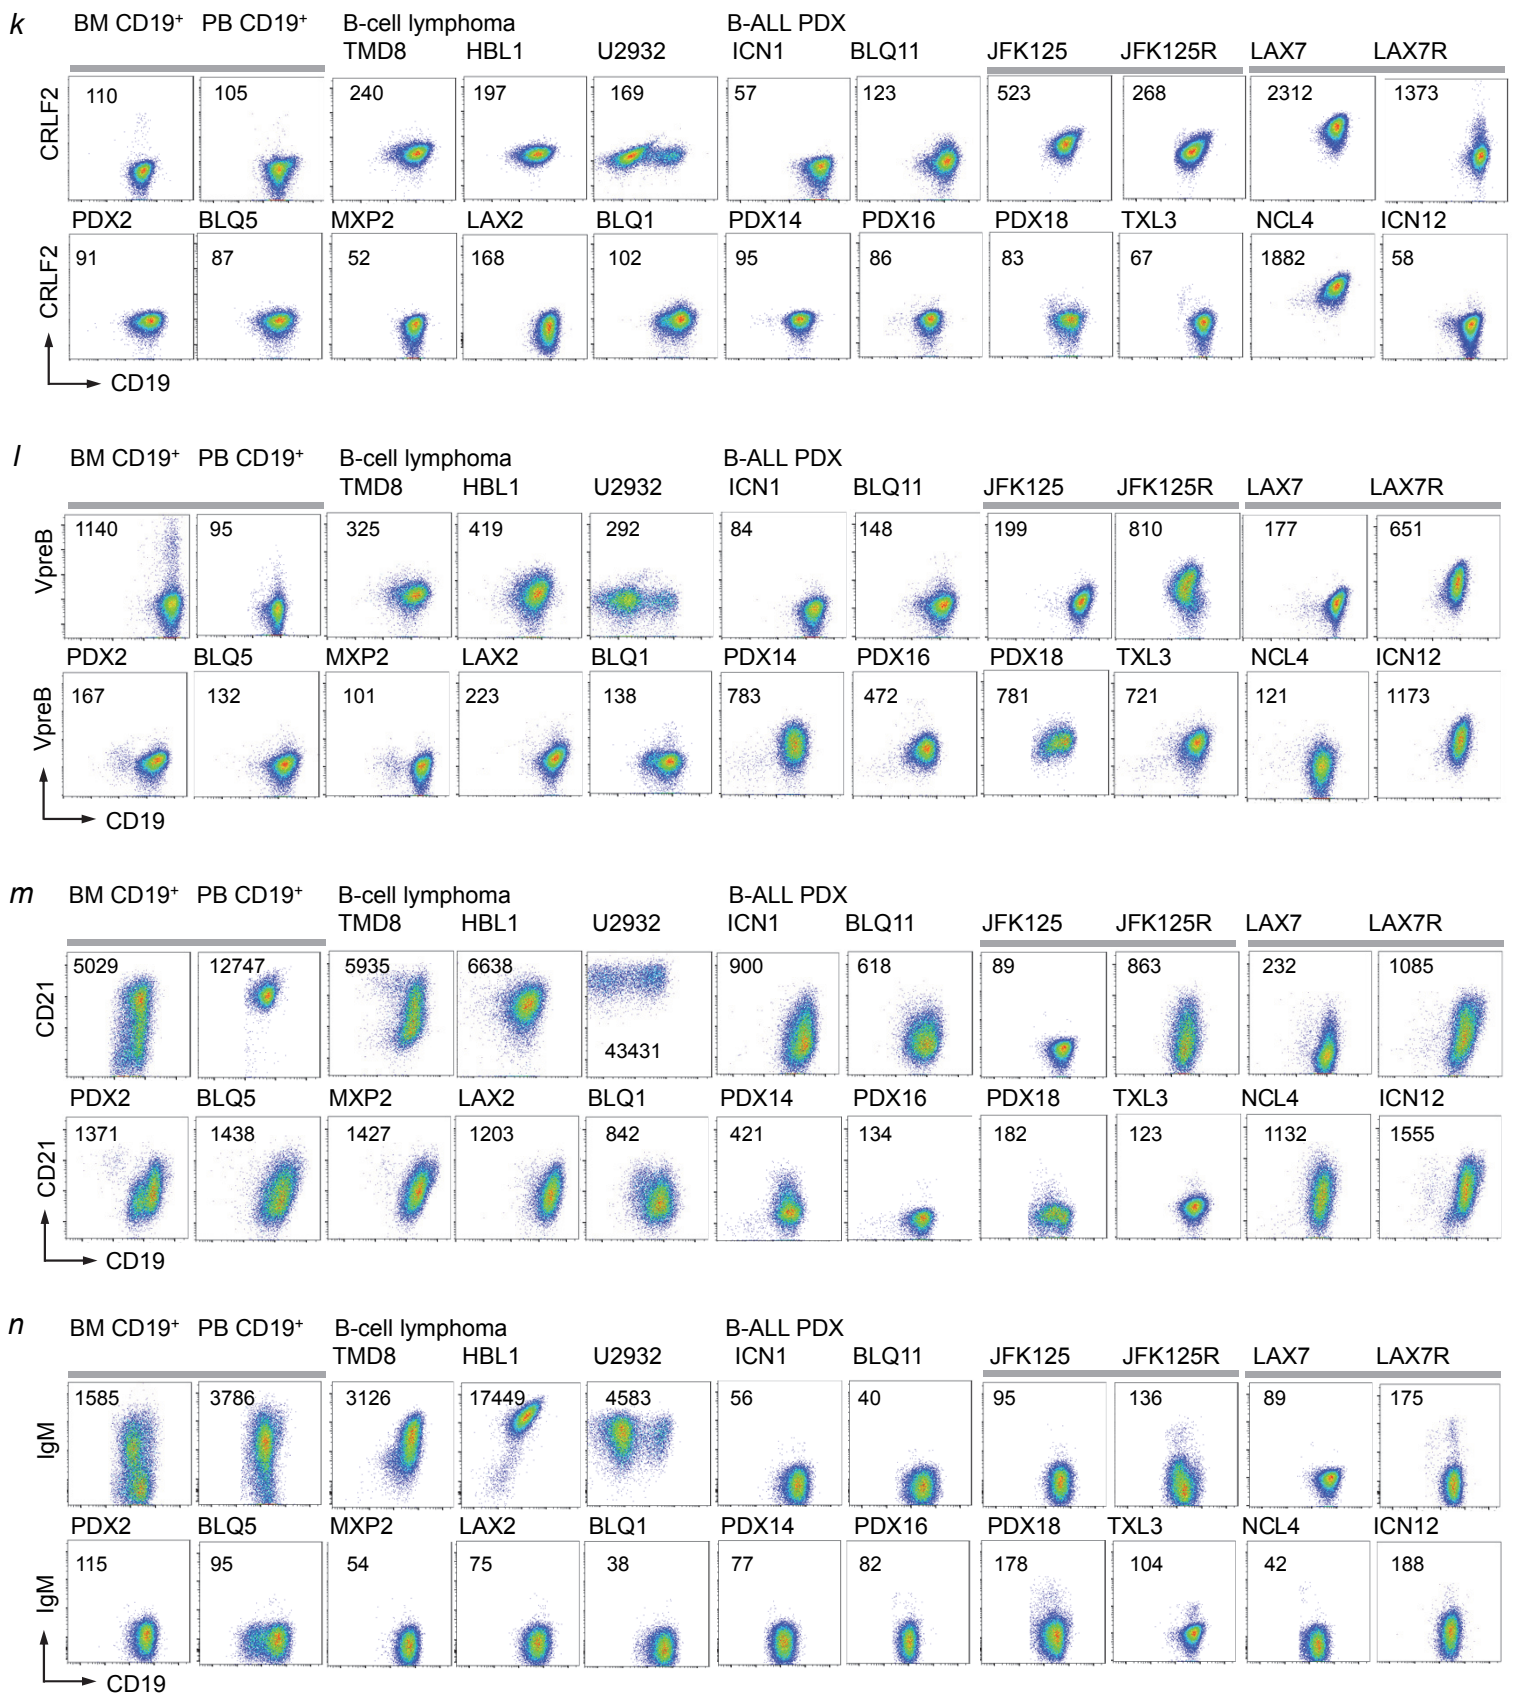 k BM CD19+ PB CD19+ B-cell lymphoma B-ALL PDX
TMD8 HBL1 U2932 ICN1 BLQ11 JFK125 JFK125R LAX7 LAX7R
CRLF2 110 105 240 197 169 57 123 523 268 2312 1373
PDX2 BLQ5 MXP2 LAX2 BLQ1 PDX14 PDX16 PDX18 TXL3 NCL4 ICN12
CRLF2 91 87 52 168 102 95 86 83 67 1882 58
CD19
l BM CD19+ PB CD19+ B-cell lymphoma B-ALL PDX
TMD8 HBL1 U2932 ICN1 BLQ11 JFK125 JFK125R LAX7 LAX7R
VpreB 1140 95 325 419 292 84 148 199 810 177 651
PDX2 BLQ5 MXP2 LAX2 BLQ1 PDX14 PDX16 PDX18 TXL3 NCL4 ICN12
VpreB 167 132 101 223 138 783 472 781 721 121 1173
CD19
m BM CD19+ PB CD19+ B-cell lymphoma B-ALL PDX
TMD8 HBL1 U2932 ICN1 BLQ11 JFK125 JFK125R LAX7 LAX7R
CD21 5029 12747 5935 6638 43431 900 618 89 863 232 1085
PDX2 BLQ5 MXP2 LAX2 BLQ1 PDX14 PDX16 PDX18 TXL3 NCL4 ICN12
CD21 1371 1438 1427 1203 842 421 134 182 123 1132 1555
CD19
n BM CD19+ PB CD19+ B-cell lymphoma B-ALL PDX
TMD8 HBL1 U2932 ICN1 BLQ11 JFK125 JFK125R LAX7 LAX7R
IgM 1585 3786 3126 17449 4583 56 40 95 136 89 175
PDX2 BLQ5 MXP2 LAX2 BLQ1 PDX14 PDX16 PDX18 TXL3 NCL4 ICN12
IgM 115 95 54 75 38 77 82 178 104 42 188
CD19